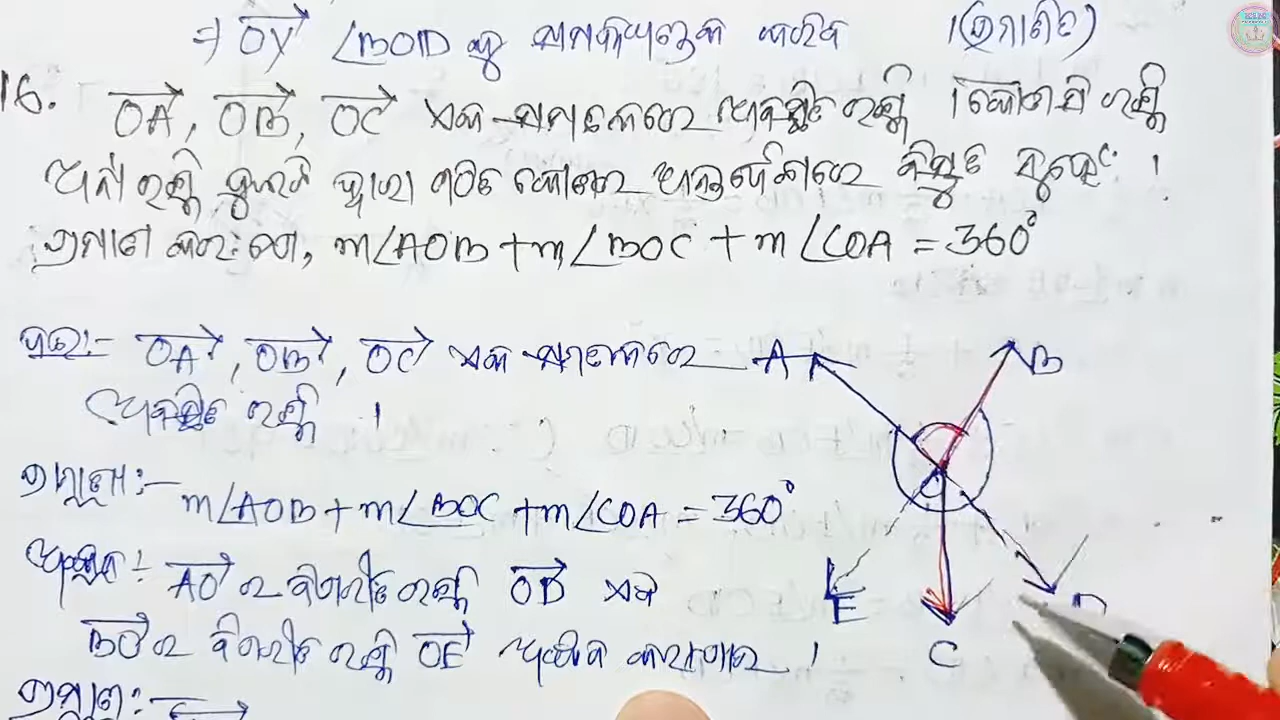 ⇒ OY→ ∠BOD କୁ ସମଦ୍ବିଖଣ୍ଡ କରିବ ।(ପ୍ରମାଣିତ)
16. OA→, OB→, OC→ ଏକ ସମତଳରେ ଅବସ୍ଥିତ ରଶ୍ମି । କୌଣସି ରଶ୍ମି
ଅନ୍ୟ ରଶ୍ମି ଦ୍ୱାରା ଗଠିତ କୋଣର ଅନ୍ତର୍ଦେଶରେ ବିସ୍ତୃତ ନୁହେଁ ।
ପ୍ରମାଣ କର ଯେ, m∠AOB + m∠BOC + m∠COA = 360°
ଦତ୍ତ:- OA→, OB→, OC→ ଏକ ସମତଳରେ
ଅବସ୍ଥିତ ରଶ୍ମି ।
A B
ପ୍ରାମାଣ୍ୟ:- m∠AOB + m∠BOC + m∠COA = 360°
ଅଙ୍କନ:- AO→ ର ବିପରୀତ ରଶ୍ମି OD→ ଏବଂ
E D
BO→ ର ବିପରୀତ ରଶ୍ମି OE→ ଅଙ୍କନ କରାଯାଉ ।
C
ପ୍ରମାଣ:-